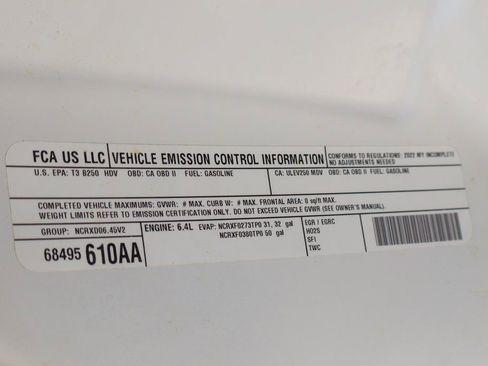 FCA US LLC VEHICLE EMISSION CONTROL INFORMATION
CONFORMS TO REGULATIONS: 2022 MY INCOMPLETE
NO ADJUSTMENTS NEEDED
U.S. EPA: T3 B250 HDV OBD: CA OBD II FUEL: GASOLINE
CA: ULEV250 MDV OBD: CA OBD II FUEL: GASOLINE
COMPLETED VEHICLE MAXIMUMS: GVWR: # MAX. CURB W: # MAX. FRONTAL AREA: 0 sq/ft MAX.
WEIGHT LIMITS REFER TO EMISSION CERTIFICATION ONLY. DO NOT EXCEED VEHICLE GVWR (SEE OWNER'S MANUAL).
GROUP: NCRXD06.45V2
68495 610AA
ENGINE: 6.4L EVAP: NCRXF0273TP0 31, 32 gal
NCRXF0380TP0 50 gal
EGR / EGRC
HO2S
SFI
TWC